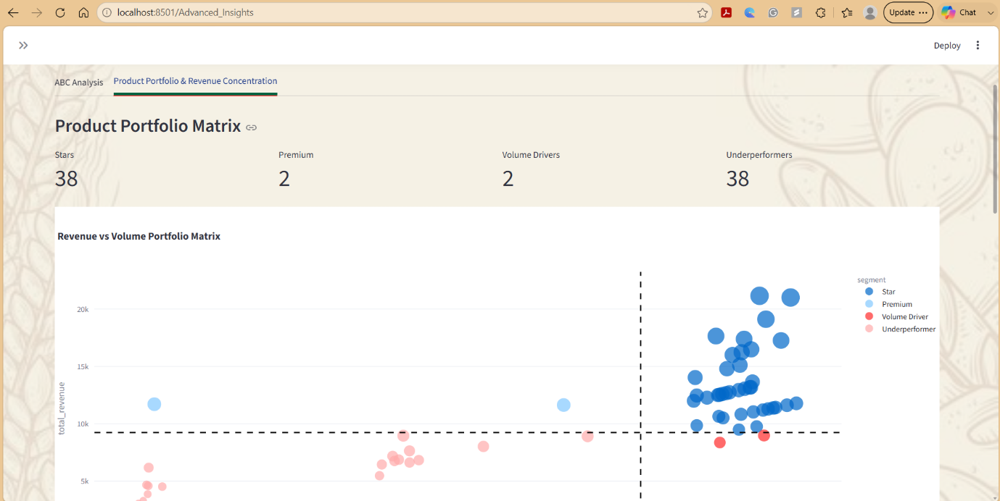 localhost:8501/Advanced_Insights
Update
Chat
Deploy
ABC Analysis
Product Portfolio & Revenue Concentration
Product Portfolio Matrix
Stars
Premium
Volume Drivers
Underperformers
38
2
2
38
Revenue vs Volume Portfolio Matrix
segment
Star
Premium
Volume Driver
Underperformer
total_revenue
20k
15k
10k
5k